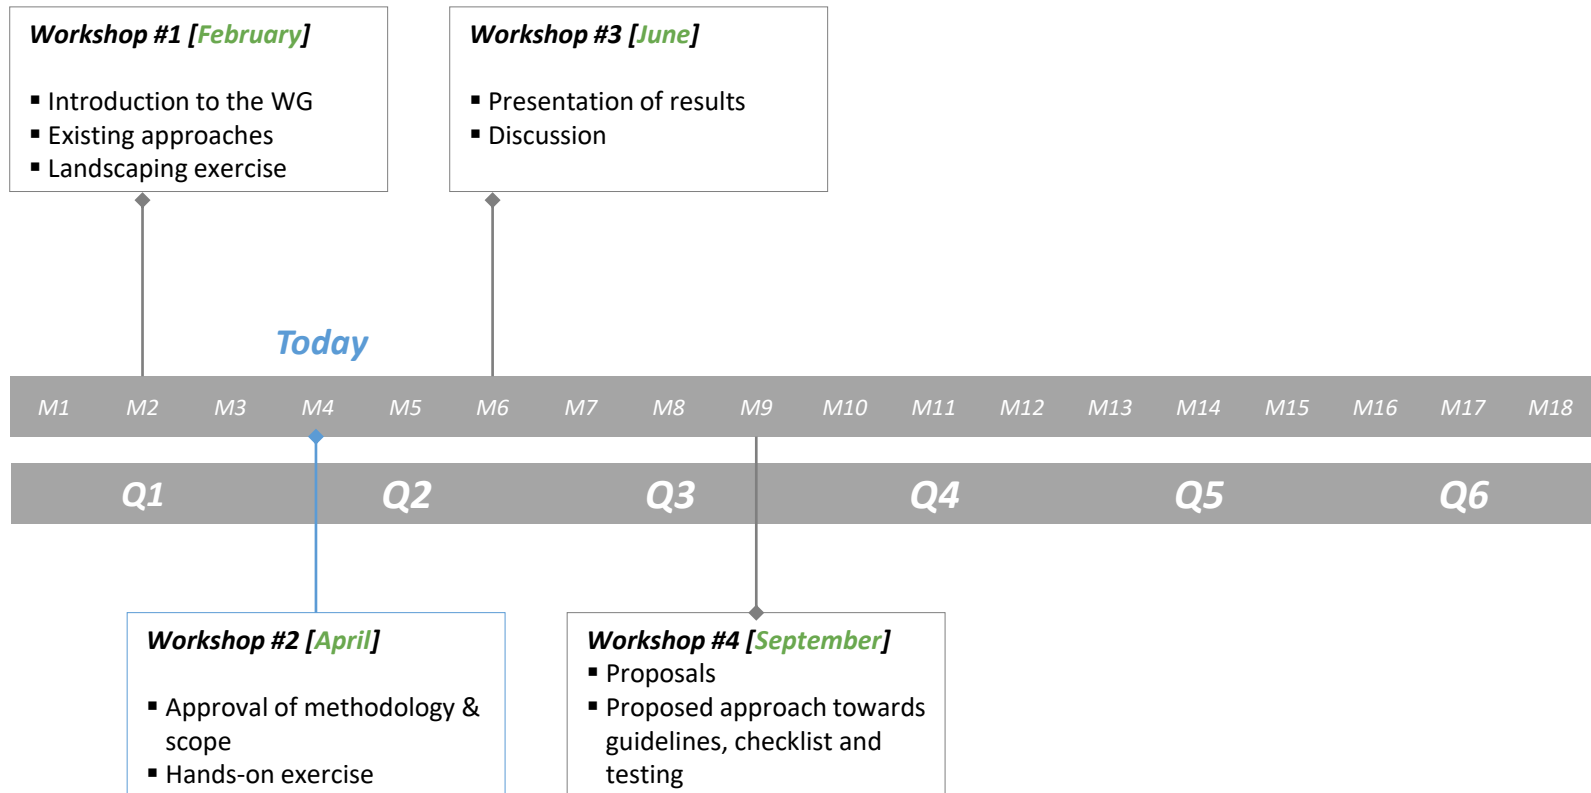 Workshop #1 [February]
▪ Introduction to the WG
▪ Existing approaches
▪ Landscaping exercise
Workshop #3 [June]
▪ Presentation of results
▪ Discussion
Today
M1 M2 M3 M4 M5 M6 M7 M8 M9 M10 M11 M12 M13 M14 M15 M16 M17 M18
Q1 Q2 Q3 Q4 Q5 Q6
Workshop #2 [April]
▪ Approval of methodology &
scope
▪ Hands-on exercise
Workshop #4 [September]
▪ Proposals
▪ Proposed approach towards
guidelines, checklist and
testing